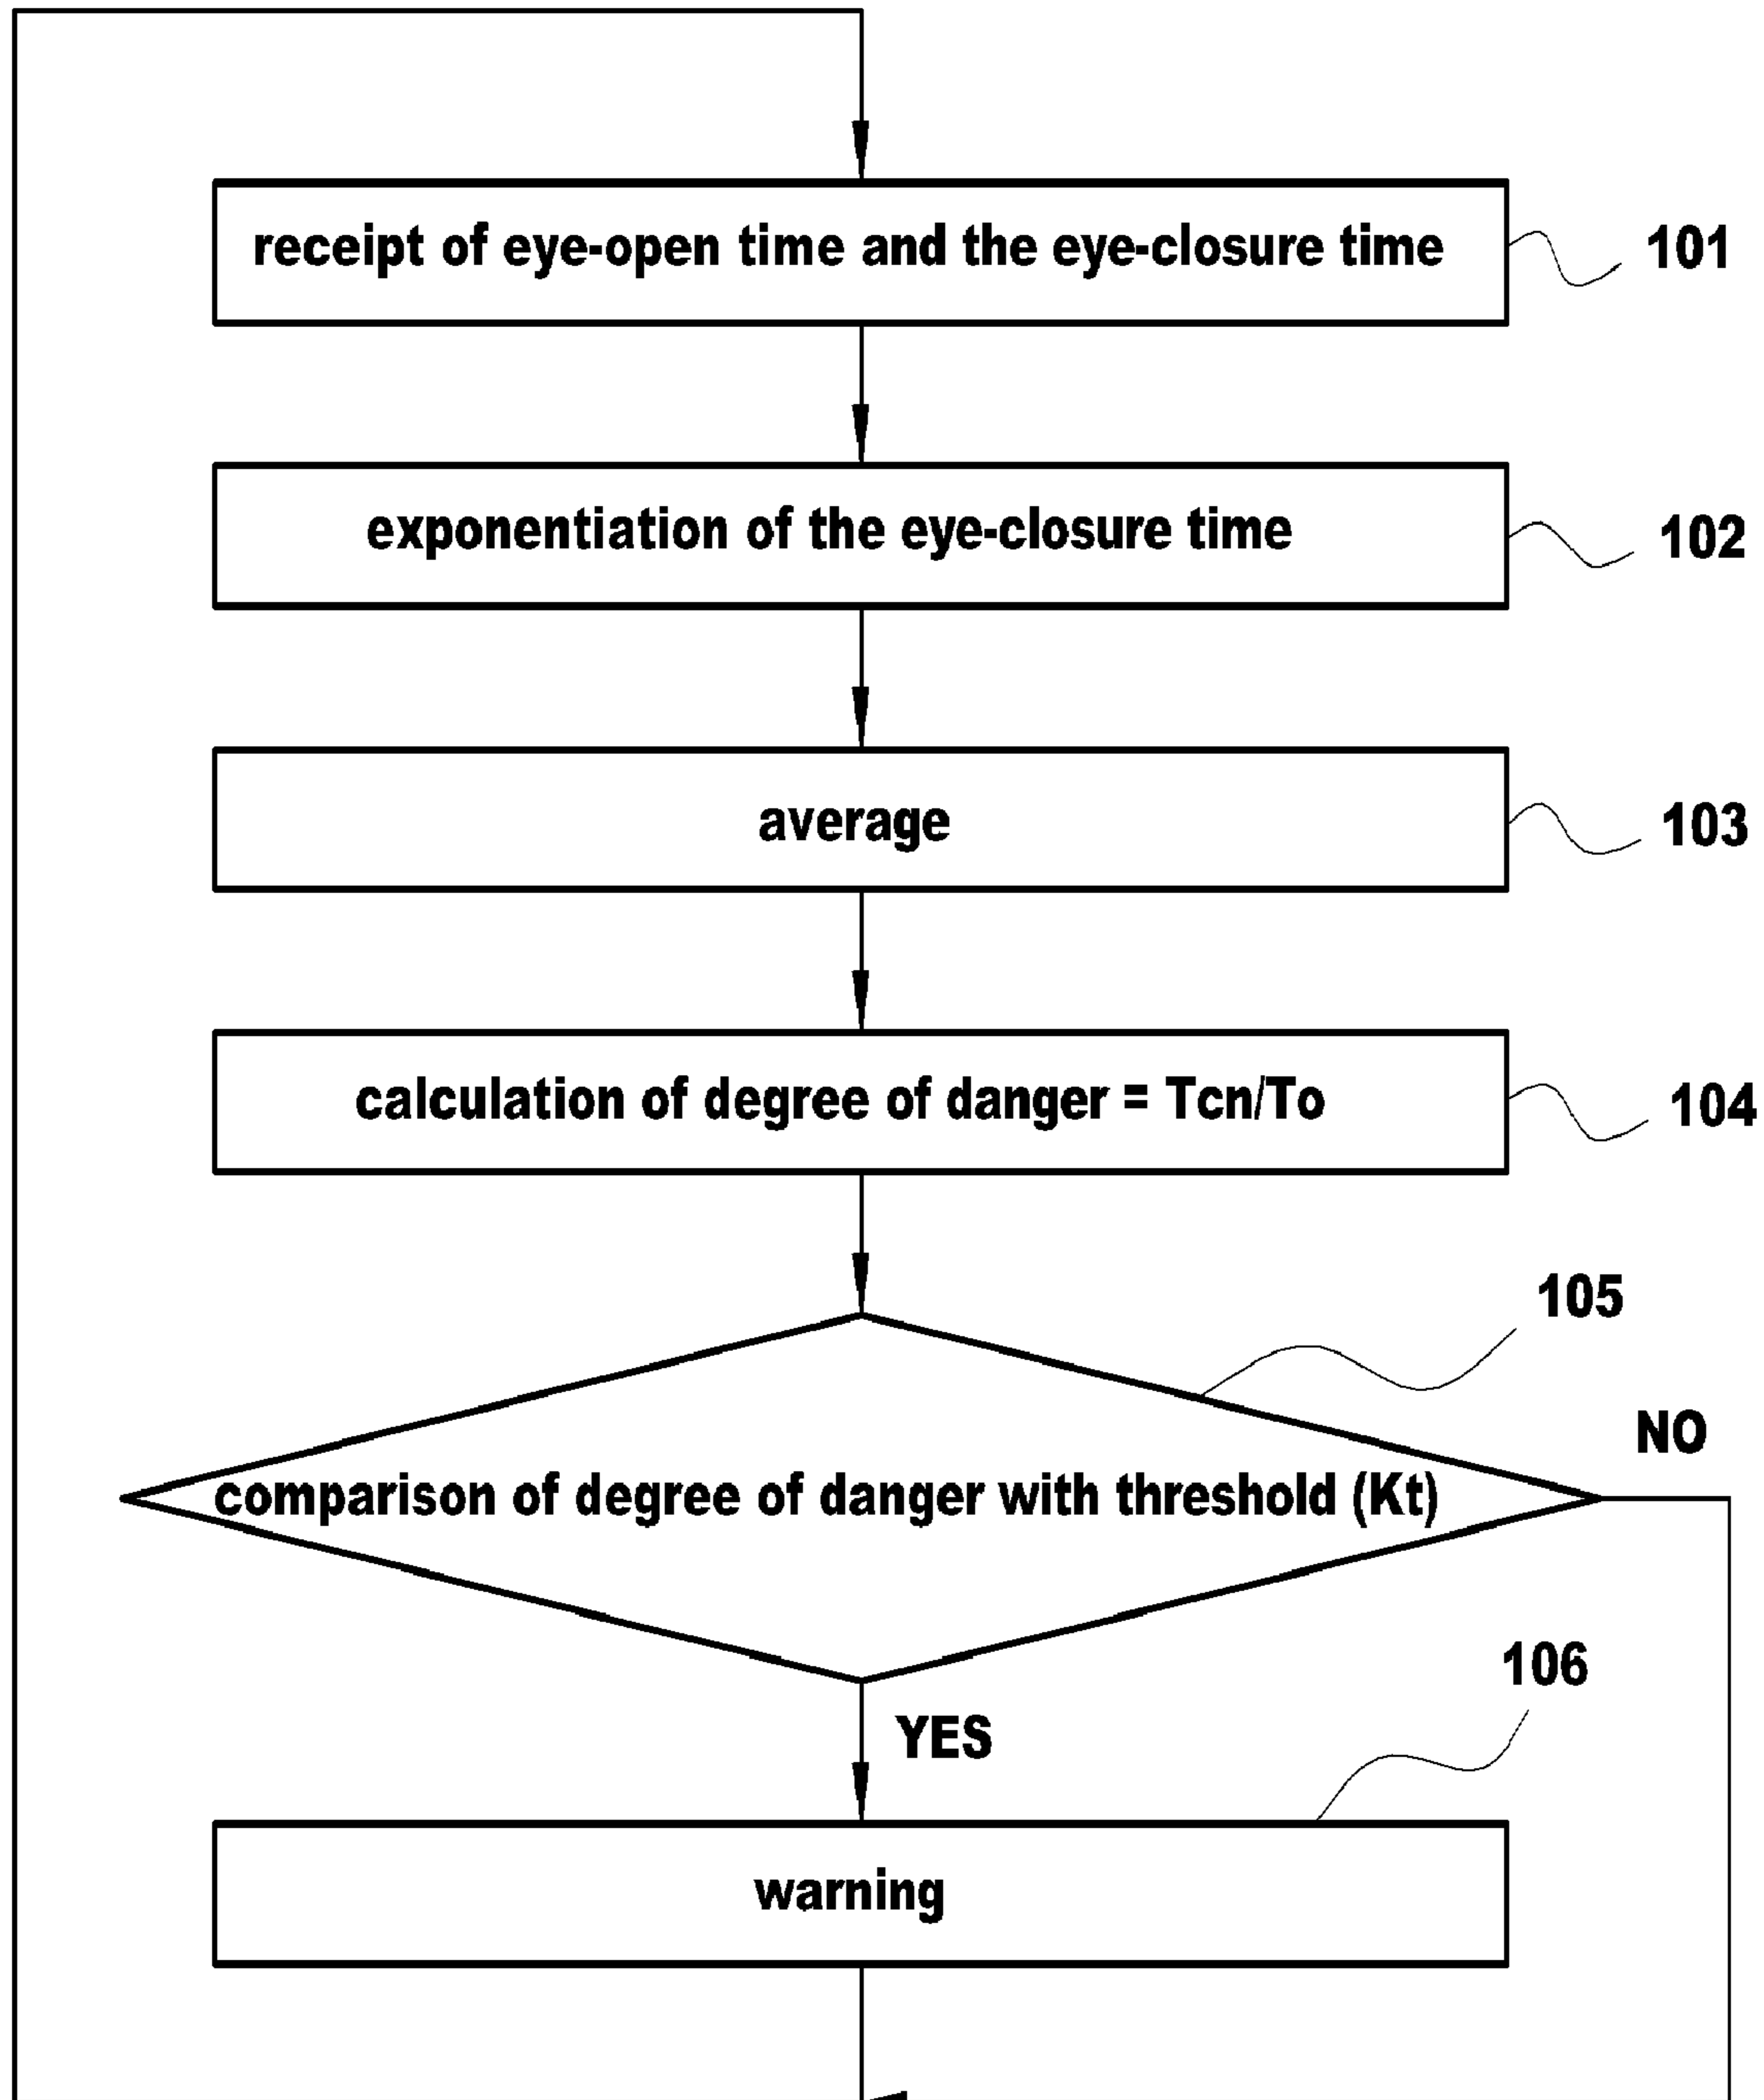 receipt of eye-open time and the eye-closure time
101
exponentiation of the eye-closure time
102
average
103
calculation of degree of danger = Tcn/To
104
105
NO
comparison of degree of danger with threshold (Kt)
106
YES
warning